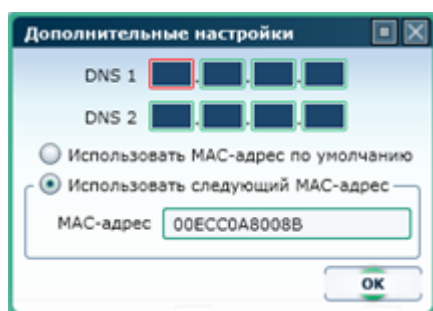 Дополнительные настройки
DNS 1 . . .
DNS 2 . . .
Использовать MAC-адрес по умолчанию
Использовать следующий MAC-адрес
MAC-адрес 00ECC0A8008B
OK